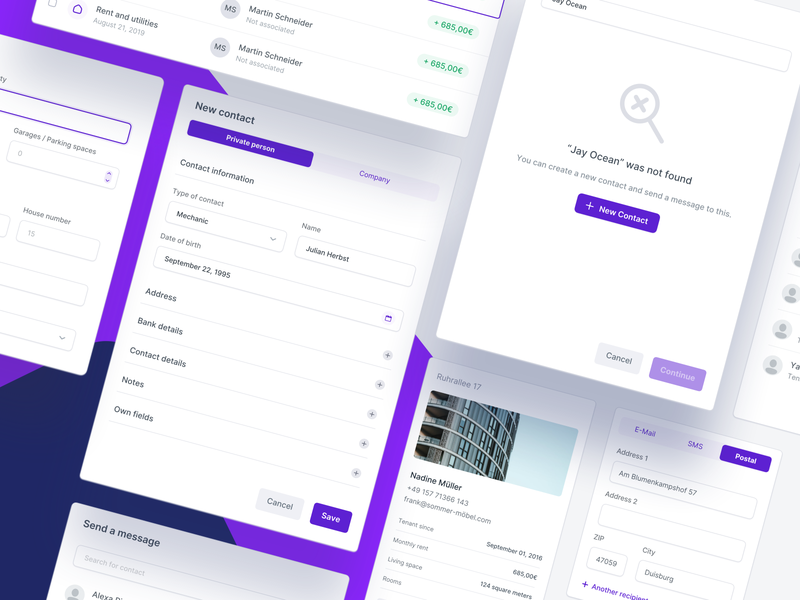 Rent and utilities
August 21, 2019
MS
Martin Schneider
Not associated
+ 685,00€
MS
Martin Schneider
Not associated
+ 685,00€
+ 685,00€
Garages / Parking spaces
0
House number
15
New contact
Private person
Company
Contact information
Type of contact
Mechanic
Name
Julian Herbst
Date of birth
September 22, 1995
Address
Bank details
Contact details
Notes
Own fields
Cancel
Save
Send a message
Search for contact
Alexa
Jay Ocean
“Jay Ocean” was not found
You can create a new contact and send a message to this.
+ New Contact
Cancel
Continue
Ruhrallee 17
Nadine Müller
+49 157 71366 143
frank@sommer-möbel.com
Tenant since
September 01, 2016
Monthly rent
685,00€
Living space
124 square meters
Rooms
E-Mail
SMS
Postal
Address 1
Am Blumenkampshof 57
Address 2
ZIP
City
47059
Duisburg
+ Another recipient